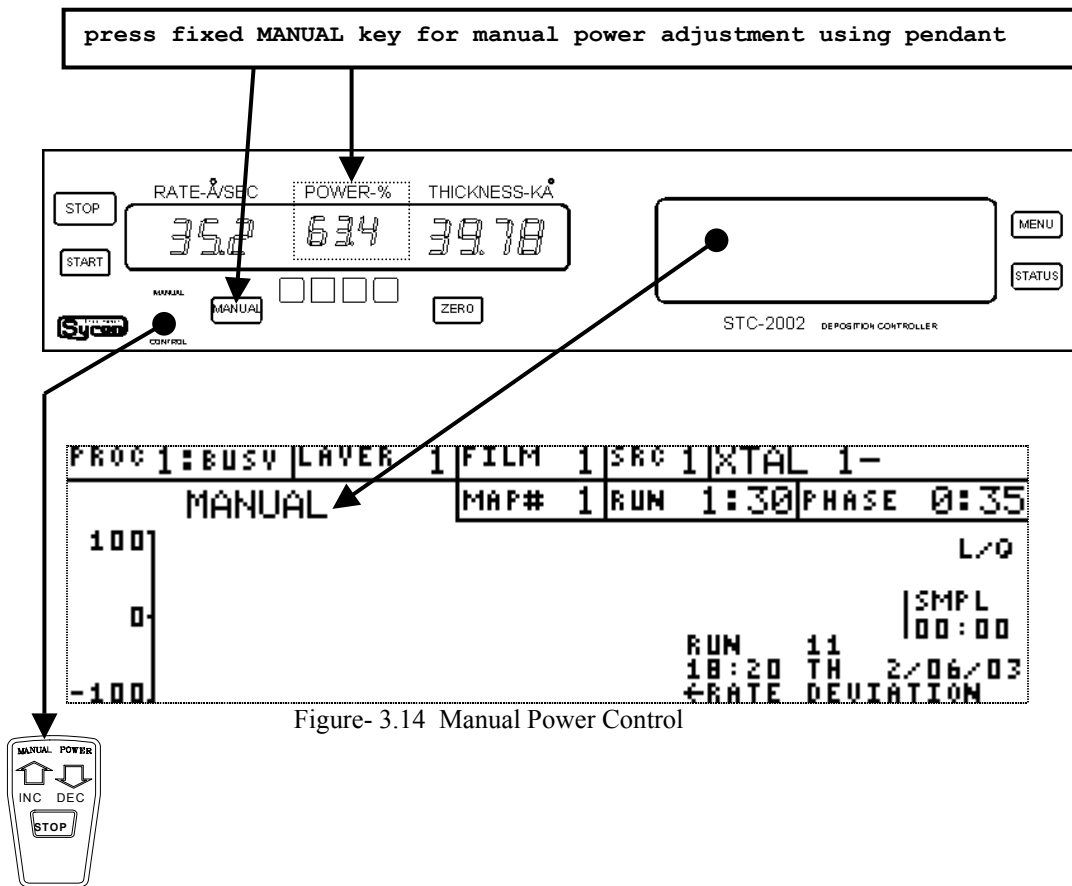 press fixed MANUAL key for manual power adjustment using pendant
RATE-Å/SEC POWER-% THICKNESS-KÅ
STOP
35.2 63.4 39.78
MENU
START
STATUS
MANUAL
MANUAL
ZERO
Sycon
CONTROL
STC-2002 DEPOSITION CONTROLLER
PROC 1:BUSY LAYER 1 FILM 1 SRC 1 XTAL 1-
MANUAL MAP# 1 RUN 1:30 PHASE 0:35
100
L/Q
SMPL
0
00:00
RUN 11
18:20 TH 2/06/03
-100
←RATE DEVIATION
Figure- 3.14 Manual Power Control
MANUAL POWER
INC DEC
STOP